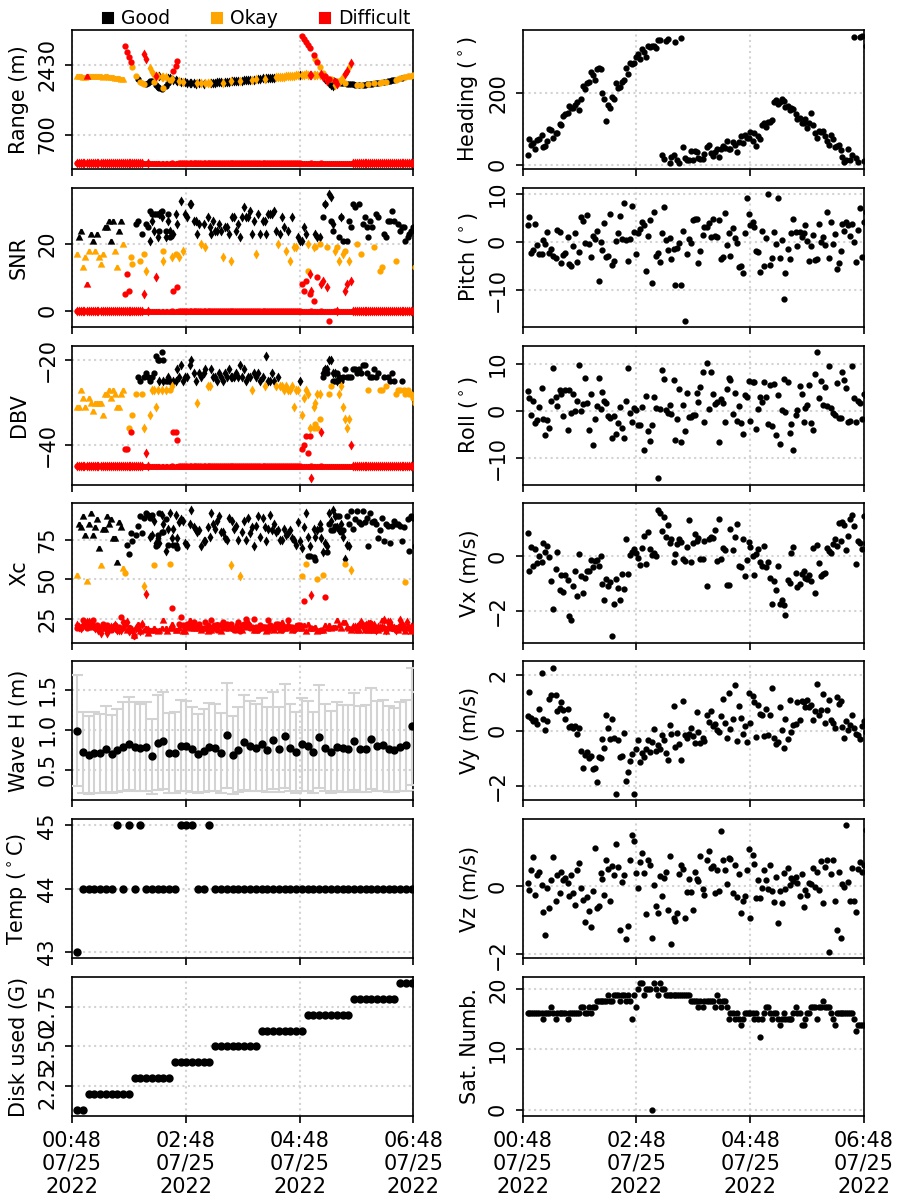 Good Okay Difficult
Range (m)
2430
700
Heading (°)
200
0
SNR
20
0
Pitch (°)
10
0
−10
DBV
−20
−40
Roll (°)
10
0
−10
Xc
75
50
25
Vx (m/s)
0
−2
Wave H (m)
1.5
1.0
0.5
Vy (m/s)
2
0
−2
Temp (°C)
45
44
43
Vz (m/s)
0
−2
Disk used (G)
2.75
2.50
2.25
Sat. Numb.
20
10
0
00:48 02:48 04:48 06:48 00:48 02:48 04:48 06:48
07/25 07/25 07/25 07/25 07/25 07/25 07/25 07/25
2022 2022 2022 2022 2022 2022 2022 2022